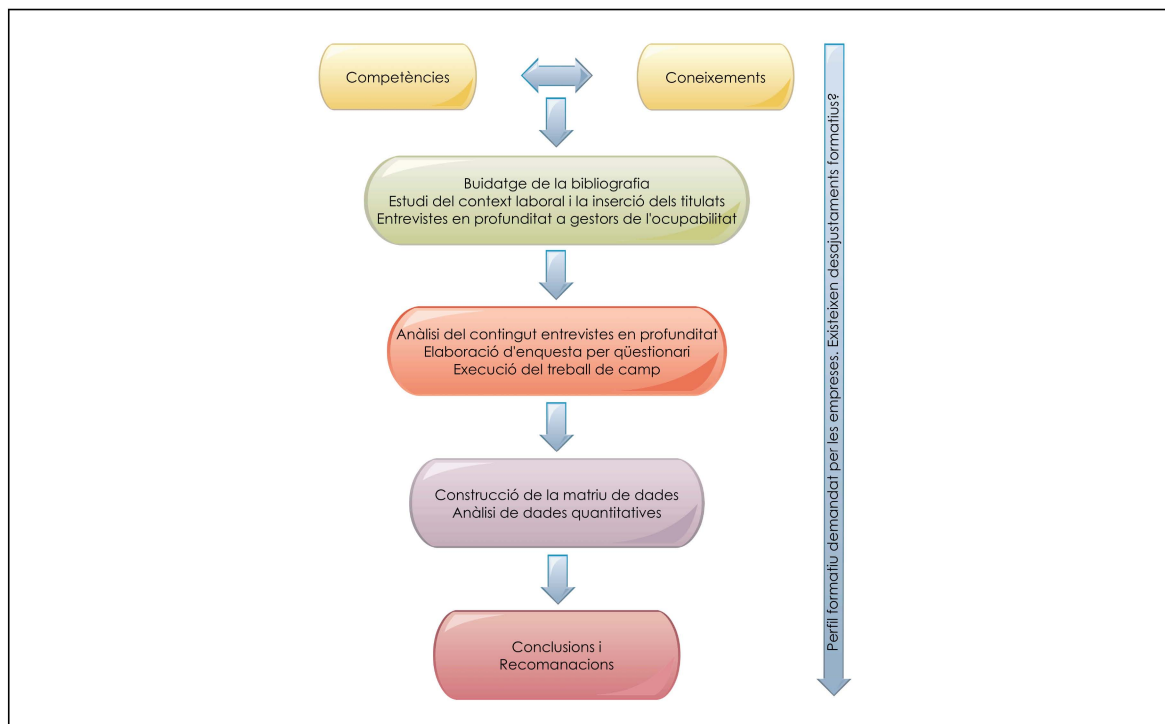 Competències
Coneixements
Buidatge de la bibliografia
Estudi del context laboral i la inserció dels titulats
Entrevistes en profunditat a gestors de l'ocupabilitat
Anàlisi del contingut entrevistes en profunditat
Elaboració d'enquesta per qüestionari
Execució del treball de camp
Construcció de la matriu de dades
Anàlisi de dades quantitatives
Conclusions i
Recomanacions
Perfil formatiu demandat per les empreses. Existeixen desajustaments formatius?